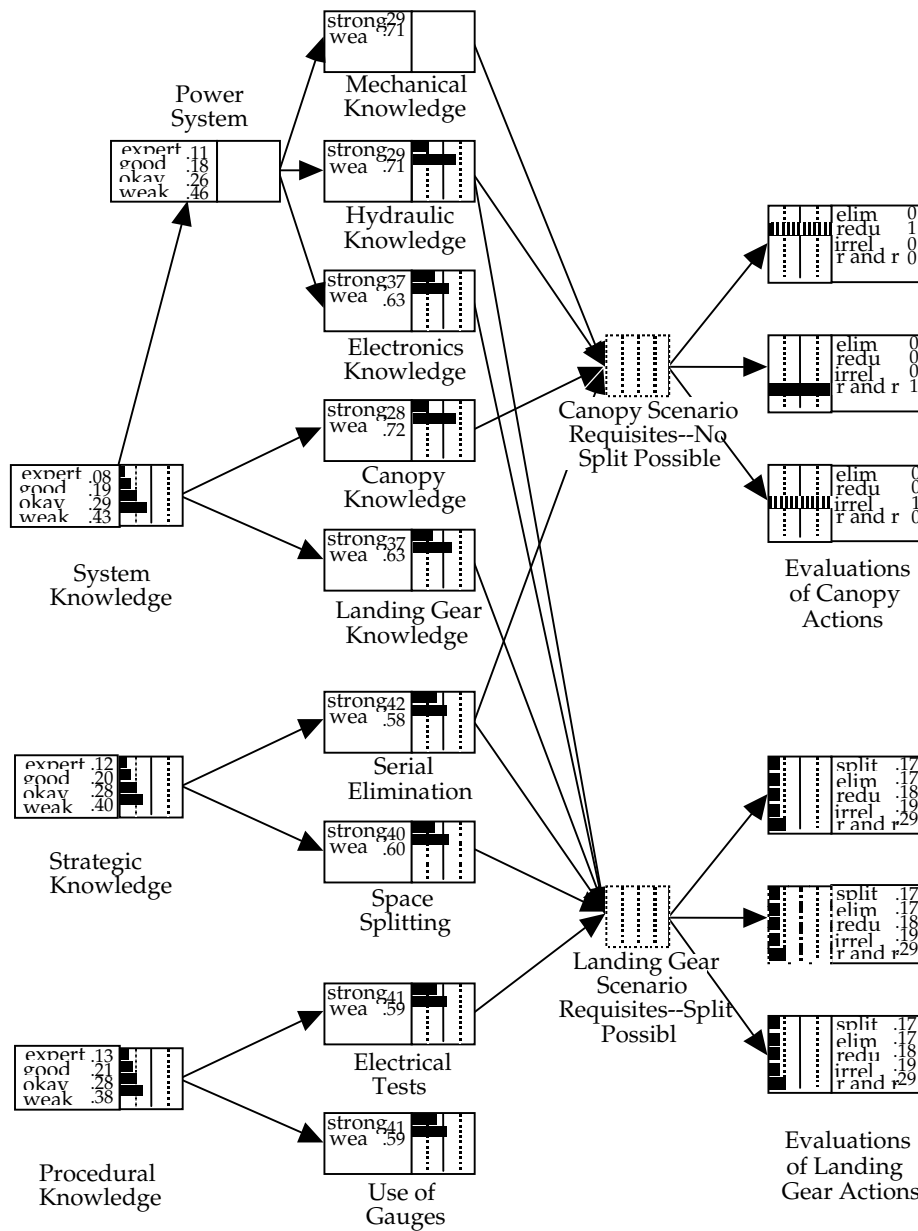 strong .29
wea .71
Mechanical
Knowledge
Power
System
expert .11
good .18
okay .26
weak .46
strong .29
wea .71
Hydraulic
Knowledge
strong .37
wea .63
Electronics
Knowledge
strong .28
wea .72
Canopy
Knowledge
expert .08
good .19
okay .29
weak .43
System
Knowledge
strong .37
wea .63
Landing Gear
Knowledge
strong .42
wea .58
Serial
Elimination
expert .12
good .20
okay .28
weak .40
Strategic
Knowledge
strong .40
wea .60
Space
Splitting
strong .41
wea .59
Electrical
Tests
expert .13
good .21
okay .28
weak .38
Procedural
Knowledge
strong .41
wea .59
Use of
Gauges
Canopy Scenario
Requisites--No
Split Possible
Landing Gear
Scenario
Requisites--Split
Possibl
elim 0
redu 1
irrel 0
r and r 0
elim 0
redu 0
irrel 0
r and r 1
elim 0
redu 0
irrel 1
r and r 0
Evaluations
of Canopy
Actions
split .17
elim .17
redu .18
irrel .19
r and r .29
split .17
elim .17
redu .18
irrel .19
r and r .29
split .17
elim .17
redu .18
irrel .19
r and r .29
Evaluations
of Landing
Gear Actions